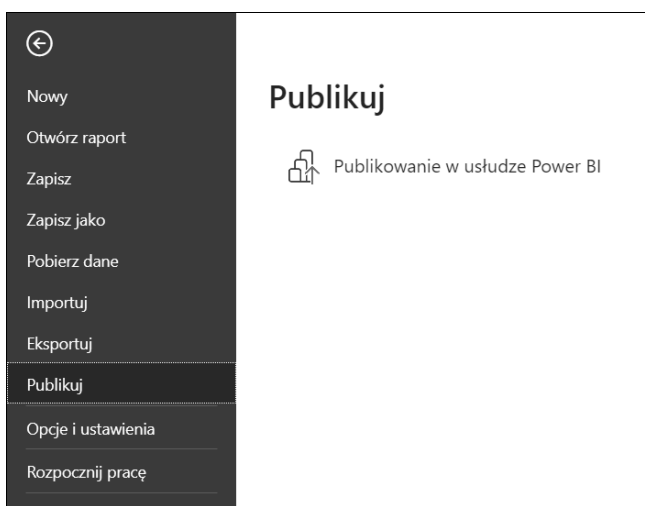 Nowy
Otwórz raport
Zapisz
Zapisz jako
Pobierz dane
Importuj
Eksportuj
Publikuj
Opcje i ustawienia
Rozpocznij pracę
Publikuj
Publikowanie w usłudze Power BI